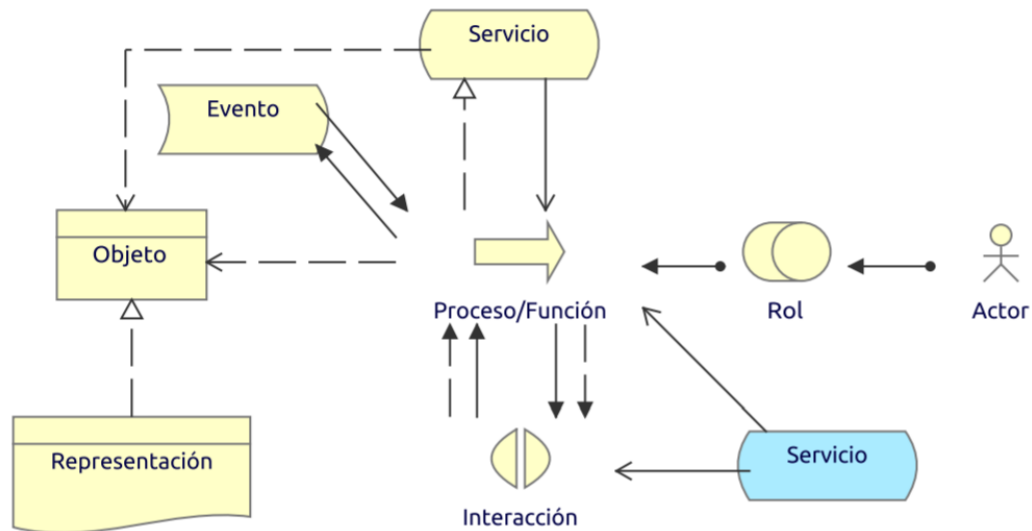 Servicio
Evento
Objeto
Proceso/Función
Rol
Actor
Representación
Servicio
Interacción